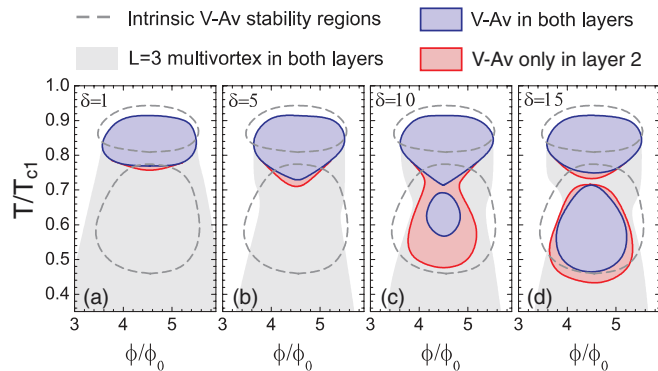 Intrinsic V-Av stability regions
V-Av in both layers
L=3 multivortex in both layers
V-Av only in layer 2
T/T_c1
1.0
0.9
0.8
0.7
0.6
0.5
0.4
δ=1
δ=5
δ=10
δ=15
(a)
(b)
(c)
(d)
3 4 5 3 4 5 3 4 5 3 4 5
ϕ/ϕ₀ ϕ/ϕ₀ ϕ/ϕ₀ ϕ/ϕ₀